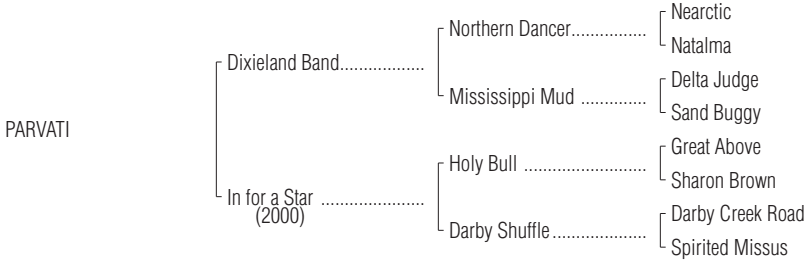 Nearctic
Northern Dancer................
Natalma
Dixieland Band..................
Delta Judge
Mississippi Mud ..............
Sand Buggy
PARVATI
Great Above
Holy Bull ..........................
Sharon Brown
In for a Star ......................
(2000)
Darby Creek Road
Darby Shuffle....................
Spirited Missus